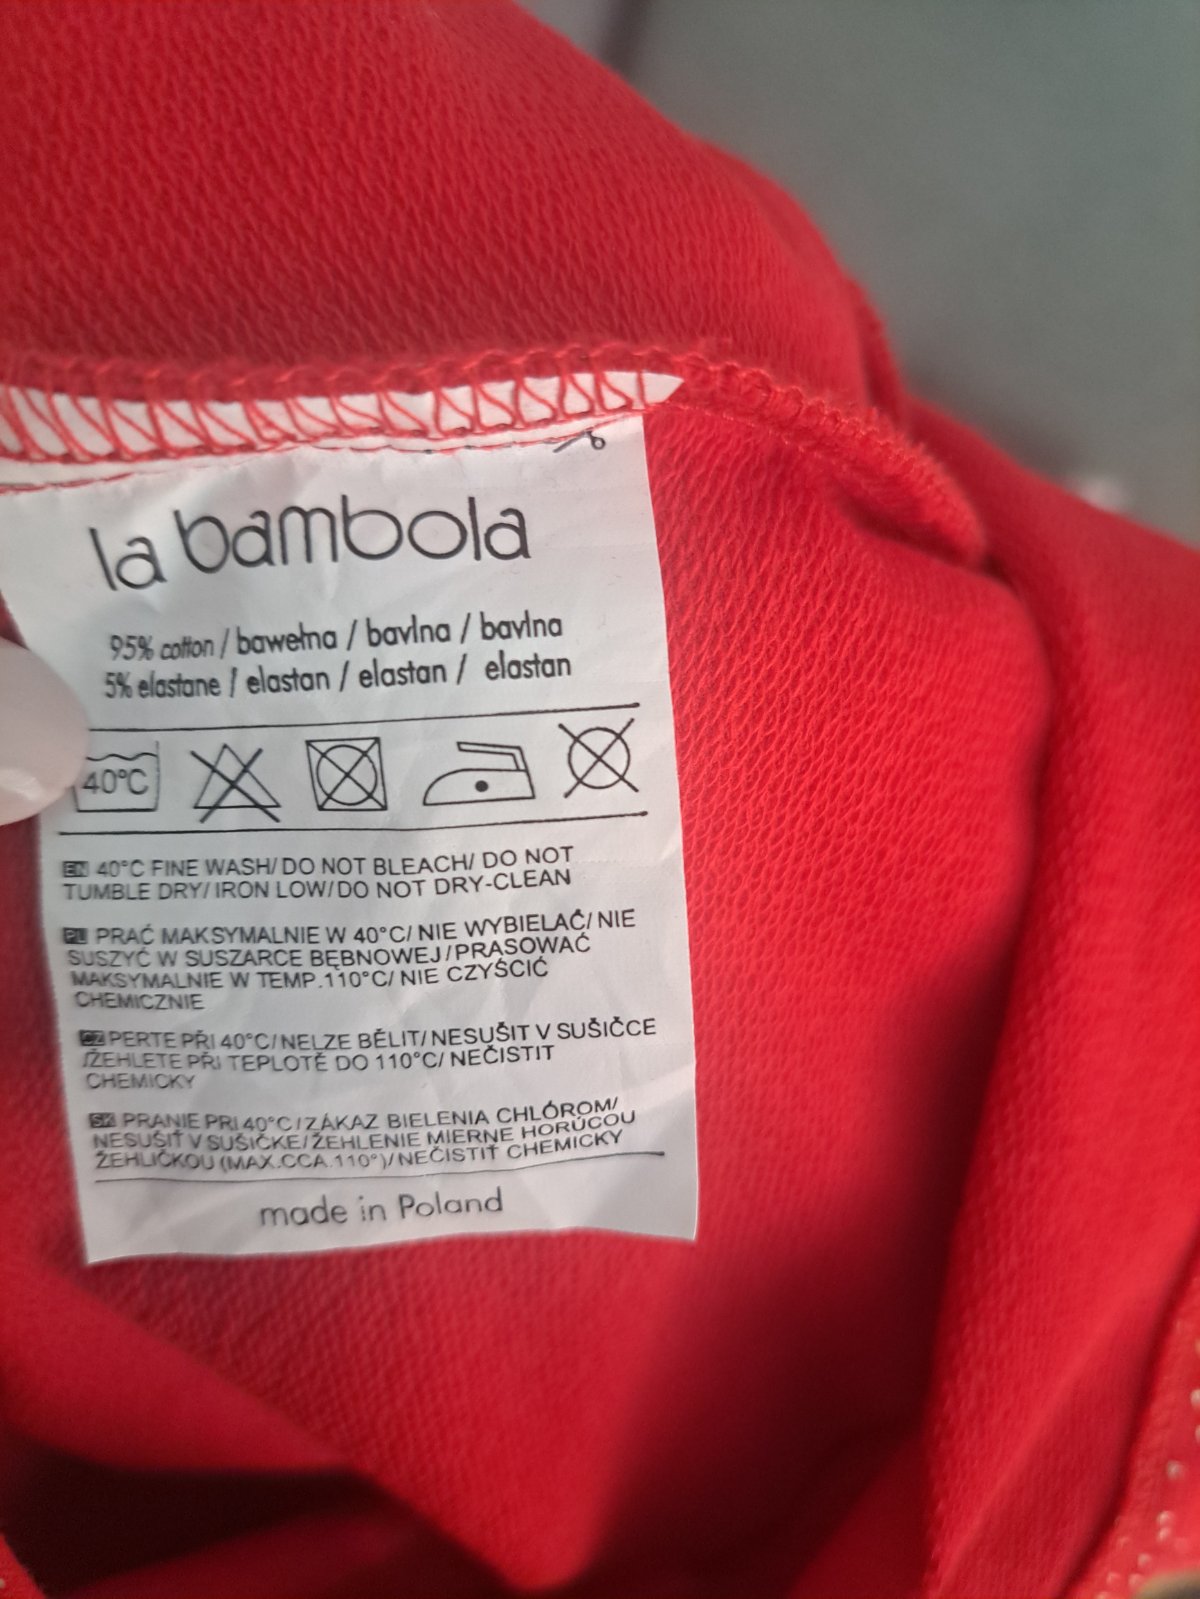 la bambola
95% cotton / bawełna / bavlna / bavlna
5% elastane / elastan / elastan / elastan
40°C
EN 40°C FINE WASH/ DO NOT BLEACH/ DO NOT
TUMBLE DRY/ IRON LOW/ DO NOT DRY-CLEAN
PL PRAĆ MAKSYMALNIE W 40°C/ NIE WYBIELAĆ/ NIE
SUSZYĆ W SUSZARCE BĘBNOWEJ/PRASOWAĆ
MAKSYMALNIE W TEMP.110°C/ NIE CZYŚCIĆ
CHEMICZNIE
CZ PERTE PŘI 40°C/NELZE BĚLIT/NESUŠIT V SUŠIČCE
/ŽEHLETE PŘI TEPLOTĚ DO 110°C/ NEČISTIT
CHEMICKY
SK PRANIE PRI 40°C/ZÁKAZ BIELENIA CHLÓROM/
NESUŠIŤ V SUŠIČKE/ŽEHLENIE MIERNE HORÚCOU
ŽEHLIČKOU (MAX.CCA.110°)/NEČISTIŤ CHEMICKY
made in Poland